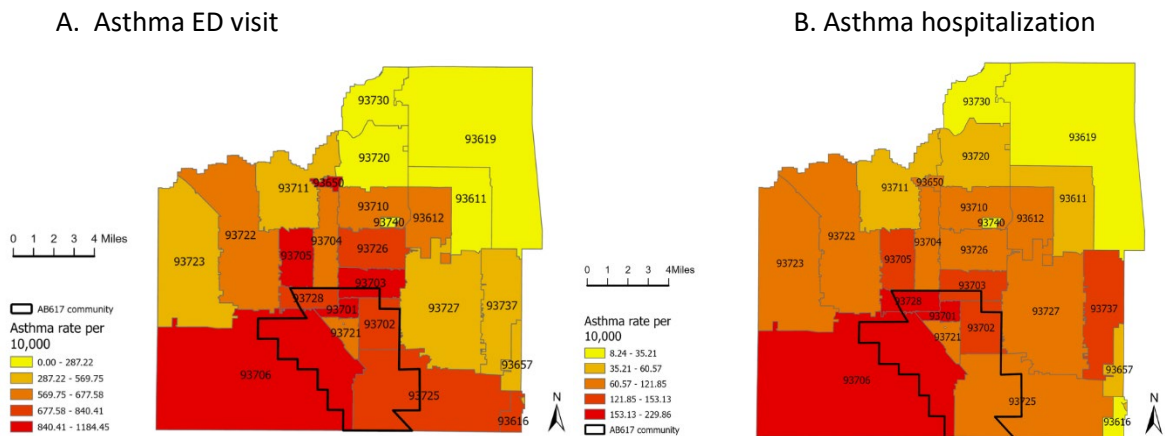 A. Asthma ED visit
B. Asthma hospitalization
93730
93619
93720
93650
93711
93611
93710
93740
93612
93722
93704
93726
93705
93723
93703
93727
93737
93728
93701
93702
93721
93657
93706
93725
93616
0 1 2 3 4 Miles
AB617 community
Asthma rate per
10,000
0.00 - 287.22
287.22 - 569.75
569.75 - 677.58
677.58 - 840.41
840.41 - 1184.45
N
93730
93619
93720
93650
93711
93611
93710
93740
93612
93722
93704
93726
93705
93723
93703
93727
93737
93728
93701
93702
93721
93657
93706
93725
93616
0 1 2 3 4Miles
AB617 community
Asthma rate per
10,000
8.24 - 35.21
35.21 - 60.57
60.57 - 121.85
121.85 - 153.13
153.13 - 229.86
N